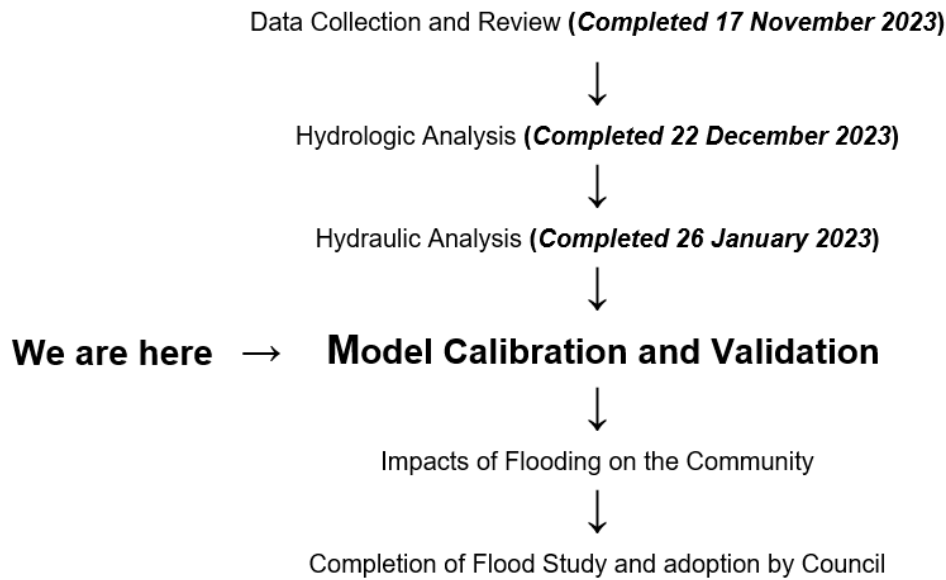 Data Collection and Review (Completed 17 November 2023)
↓
Hydrologic Analysis (Completed 22 December 2023)
↓
Hydraulic Analysis (Completed 26 January 2023)
↓
We are here → Model Calibration and Validation
↓
Impacts of Flooding on the Community
↓
Completion of Flood Study and adoption by Council